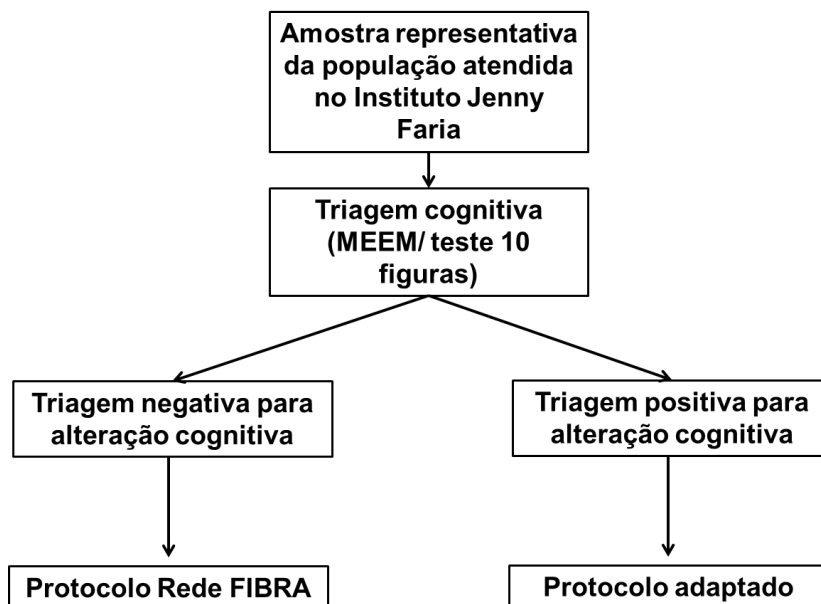 Amostra representativa
da população atendida
no Instituto Jenny
Faria
Triagem cognitiva
(MEEM/ teste 10
figuras)
Triagem negativa para
alteração cognitiva
Triagem positiva para
alteração cognitiva
Protocolo Rede FIBRA
Protocolo adaptado